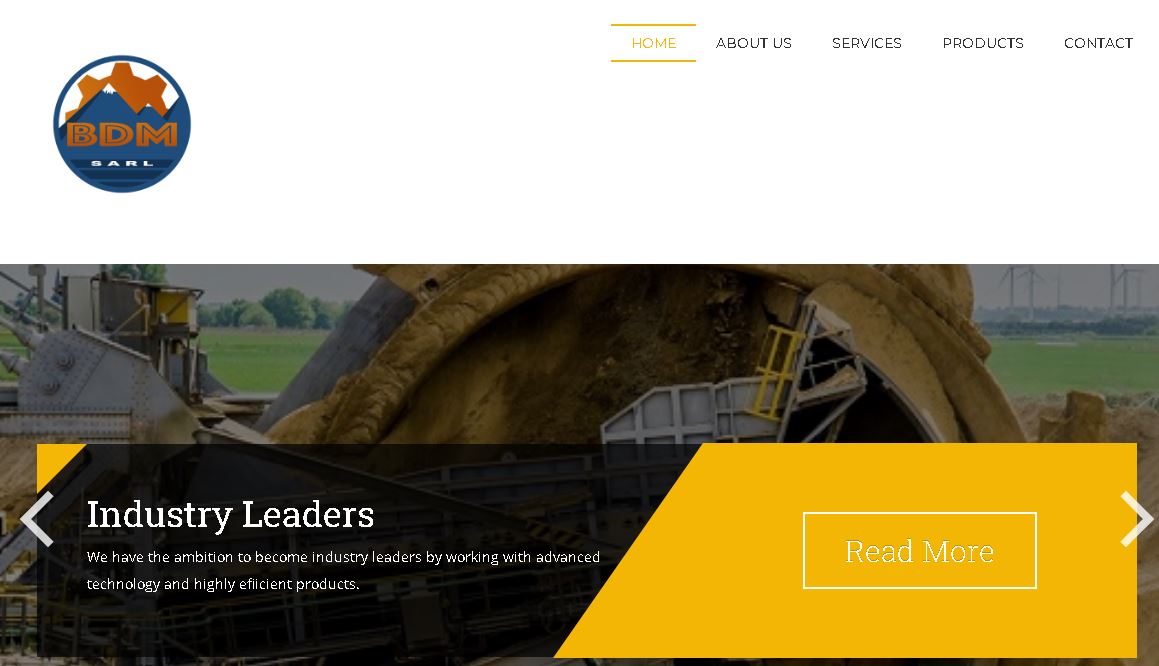 HOME ABOUT US SERVICES PRODUCTS CONTACT
BDM
SARL
Industry Leaders
We have the ambition to become industry leaders by working with advanced
technology and highly efiicient products.
Read More